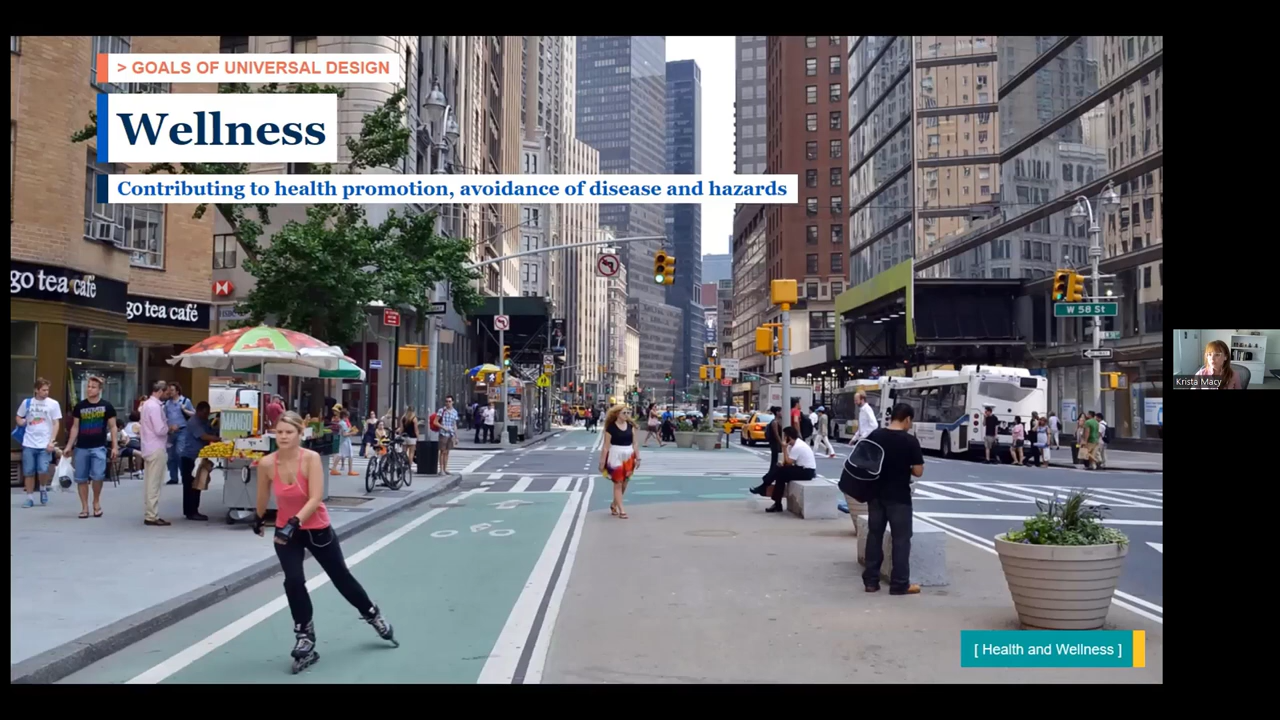 > GOALS OF UNIVERSAL DESIGN
Wellness
Contributing to health promotion, avoidance of disease and hazards
go tea café
go tea café
MANGO
W 58 St
[ Health and Wellness ]
Krista Macy